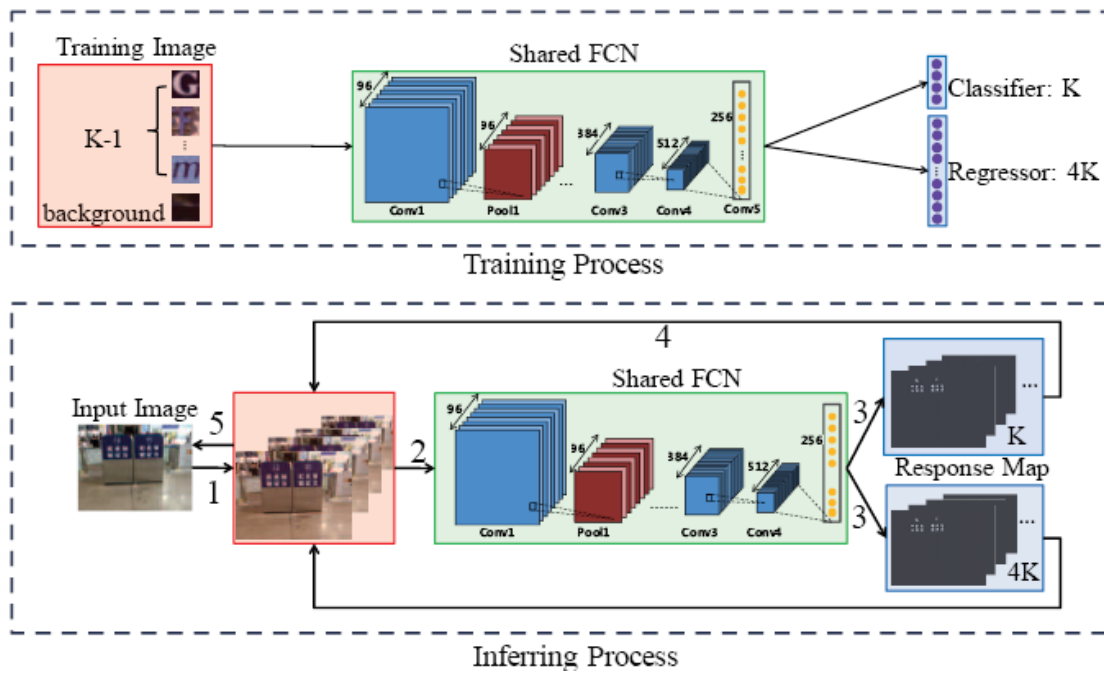 Training Image
G
F
K-1
...
m
background
Shared FCN
96
96
384
512
256
...
Conv1
Pool1
Conv3
Conv4
Conv5
Classifier: K
Regressor: 4K
Training Process
4
Input Image
5
1
2
Shared FCN
96
96
384
512
256
......
Conv1
Pool1
Conv3
Conv4
3
3
...
K
Response Map
...
4K
Inferring Process